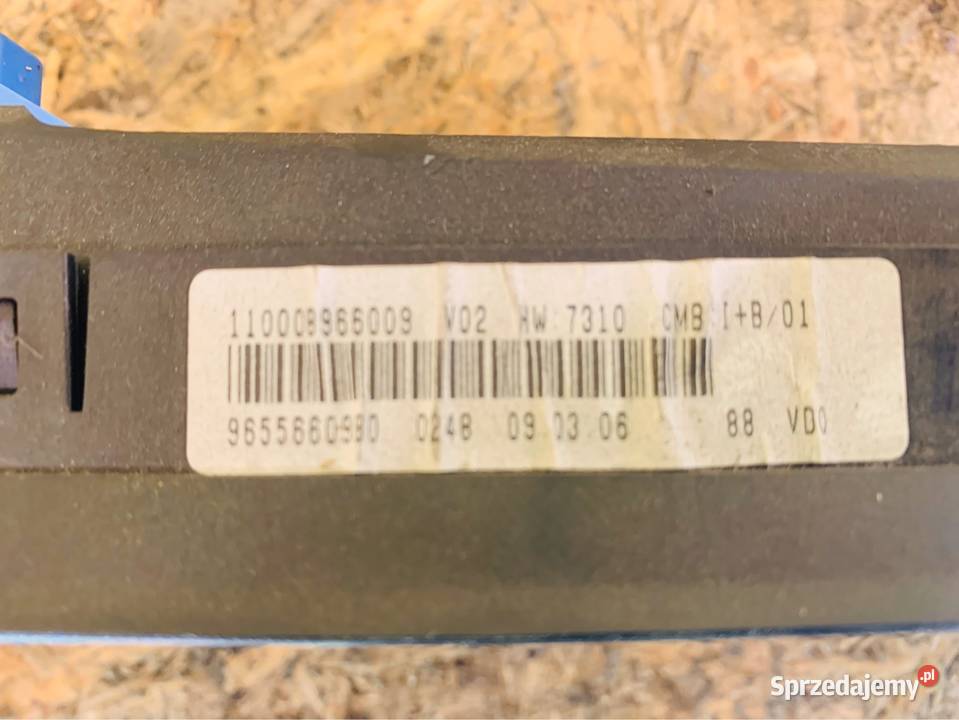 110008966009 V02 HW 7310 CMB I+B/01
9655660980 0248 09.03.06 88 VDO
Sprzedajemy.pl